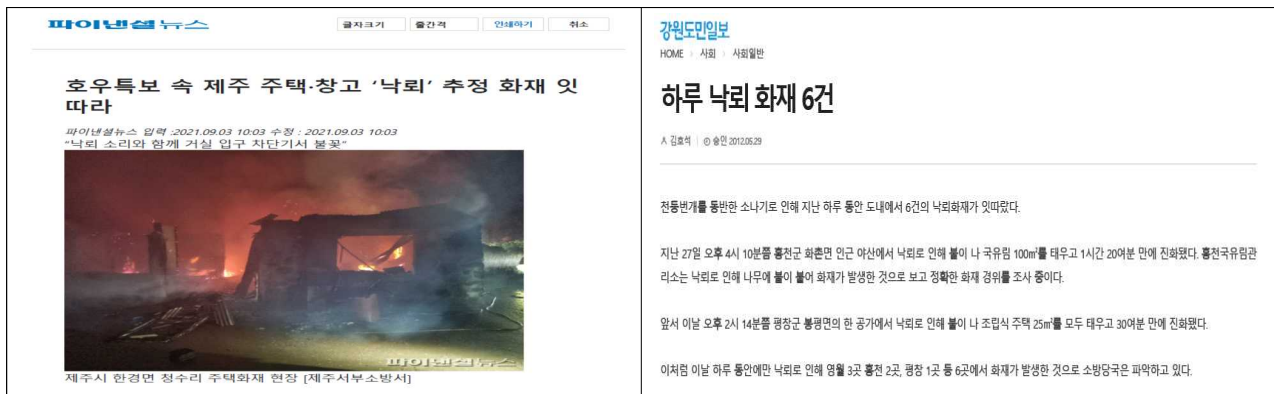 파이낸셜뉴스
글자크기 줄간격 인쇄하기 취소
호우특보 속 제주 주택·창고 ‘낙뢰’ 추정 화재 잇
따라
파이낸셜뉴스 입력 :2021.09.03 10:03 수정 : 2021.09.03 10:03
"낙뢰 소리와 함께 거실 입구 차단기서 불꽃"
파이낸셜뉴스
제주시 한경면 청수리 주택화재 현장 [제주서부소방서]
강원도민일보
HOME 사회 사회일반
하루 낙뢰 화재 6건
김호석 승인 2012.05.29
천둥번개를 동반한 소나기로 인해 지난 하루 동안 도내에서 6건의 낙뢰화재가 잇따랐다.
지난 27일 오후 4시 10분쯤 홍천군 화촌면 인근 야산에서 낙뢰로 인해 불이 나 국유림 100㎡를 태우고 1시간 20여분 만에 진화됐다. 홍천국유림관
리소는 낙뢰로 인해 나무에 불이 붙어 화재가 발생한 것으로 보고 정확한 화재 경위를 조사 중이다.
앞서 이날 오후 2시 14분쯤 평창군 봉평면의 한 공가에서 낙뢰로 인해 불이 나 조립식 주택 25㎡를 모두 태우고 30여분 만에 진화됐다.
이처럼 이날 하루 동안에만 낙뢰로 인해 영월 3곳 홍천 2곳, 평창 1곳 등 6곳에서 화재가 발생한 것으로 소방당국은 파악하고 있다.